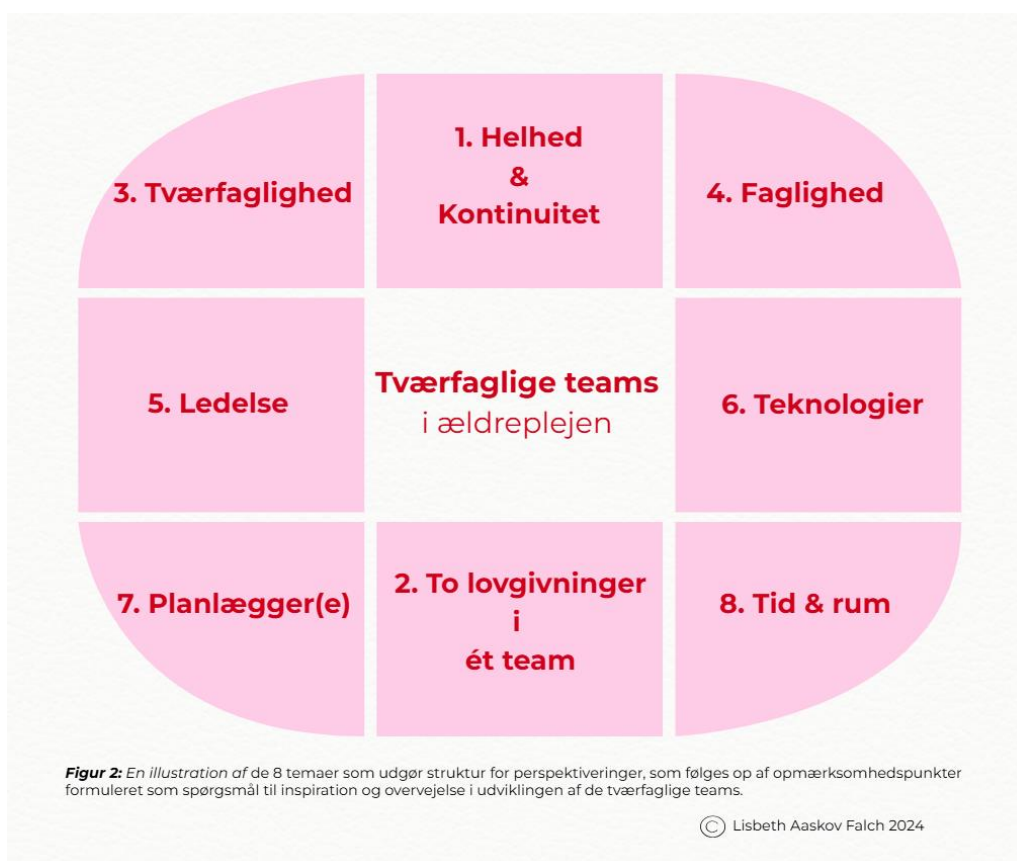 1. Helhed
&
Kontinuitet
3. Tværfaglighed
4. Faglighed
Tværfaglige teams
i ældreplejen
5. Ledelse
6. Teknologier
2. To lovgivninger
i
ét team
7. Planlægger(e)
8. Tid & rum
Figur 2: En illustration af de 8 temaer som udgør struktur for perspektiveringer, som følges op af opmærksomhedspunkter
formuleret som spørgsmål til inspiration og overvejelse i udviklingen af de tværfaglige teams.
© Lisbeth Aaskov Falch 2024